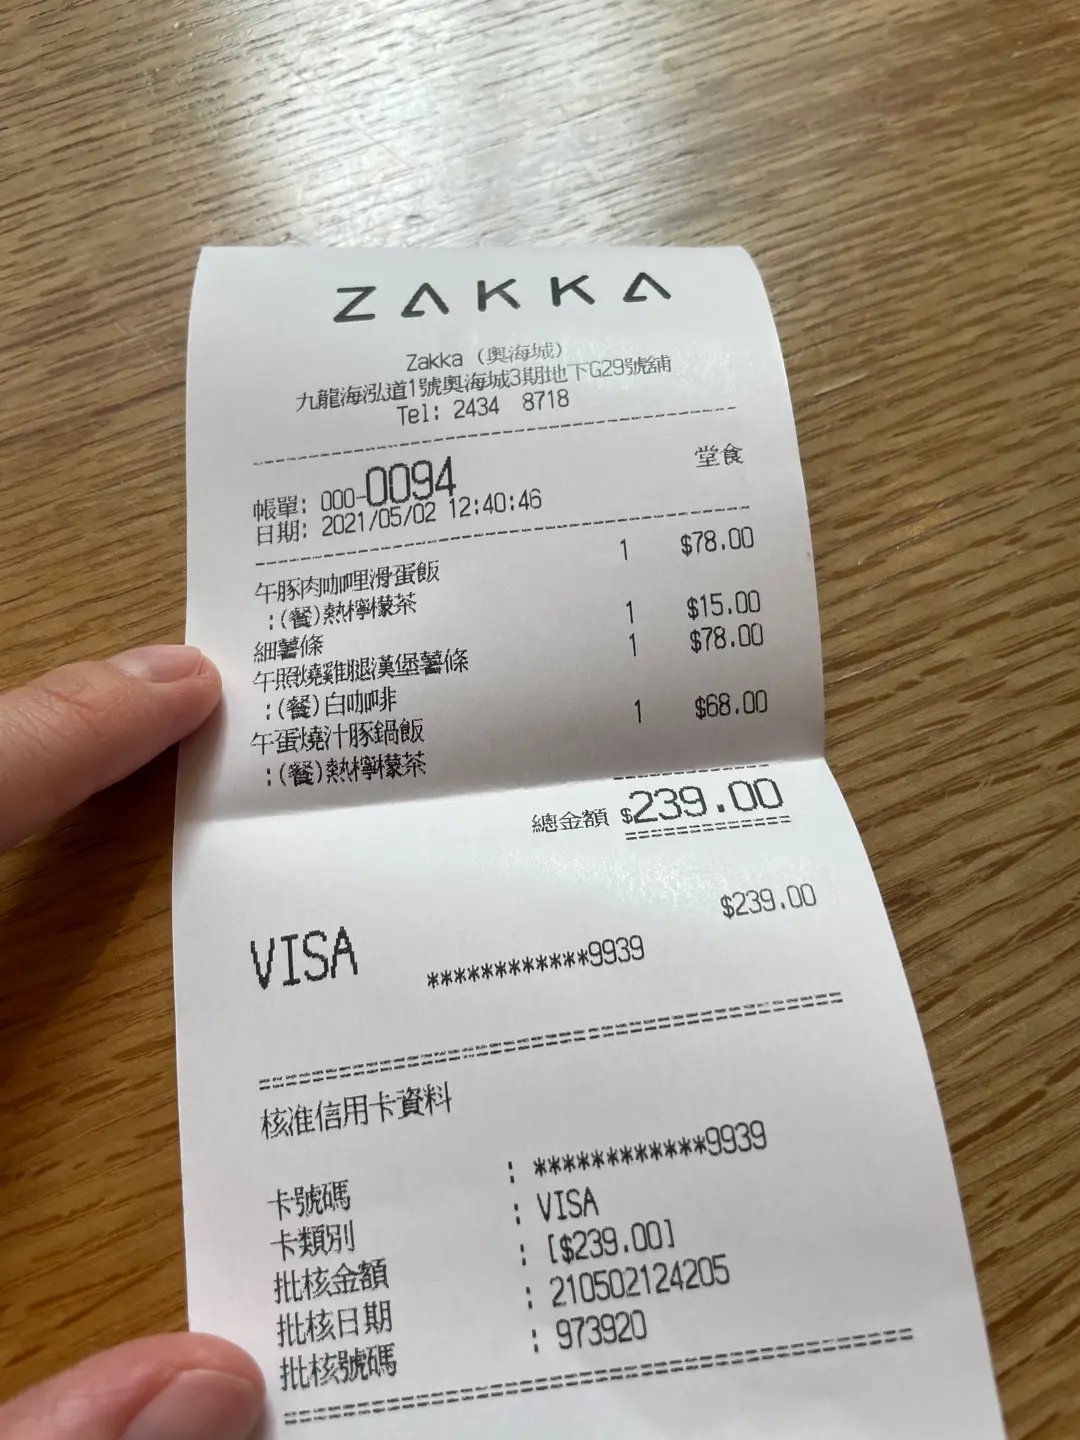 ZAKKA
Zakka (奧海城)
九龍海泓道1號奧海城3期地下G29號舖
Tel: 2434 8718
堂食
帳單: 000-0094
日期: 2021/05/02 12:40:46
午豚肉咖哩滑蛋飯 1 $78.00
:(餐)熱檸檬茶
細薯條 1 $15.00
午照燒雞腿漢堡薯條 1 $78.00
:(餐)白咖啡
午蛋燒汁豚鍋飯 1 $68.00
:(餐)熱檸檬茶
總金額 $239.00
$239.00
VISA ************9939
核准信用卡資料
卡號碼 : ************9939
卡類別 : VISA
批核金額 : [$239.00]
批核日期 : 210502124205
批核號碼 : 973920